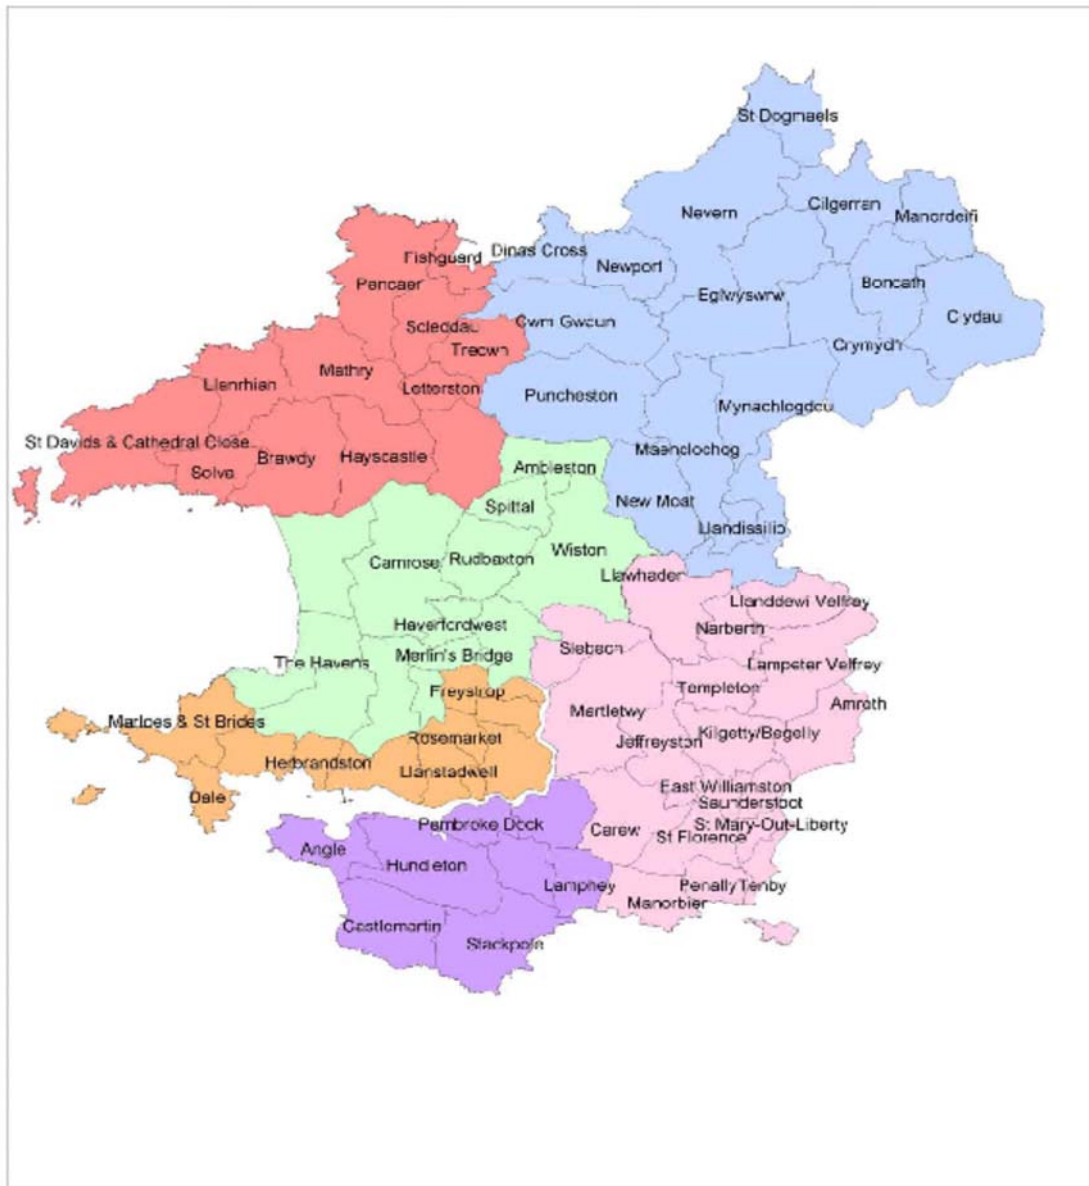 St Dogmaels
Nevern
Cilgerran
Manordeifi
Fishguard
Dinas Cross
Newport
Pencaer
Eglwyswrw
Boncath
Scleddau
Cwm Gwaun
Clydau
Trecwn
Crymych
Mathry
Llanrhian
Letterston
Puncheston
Mynachlogddu
St Davids & Cathedral Close
Solva
Brawdy
Hayscastle
Ambleston
Maenclochog
Spittal
New Moat
Llandissilio
Camrose
Rudbaxton
Wiston
Llawhaden
Llanddewi Velfrey
Haverfordwest
Narberth
The Havens
Merlin's Bridge
Slebech
Lampeter Velfrey
Freystrop
Templeton
Amroth
Marloes & St Brides
Martletwy
Rosemarket
Jeffreyston
Kilgetty/Begelly
Herbrandston
Llanstadwell
East Williamston
Dale
Saundersfoot
Pembroke Dock
Carew
St Florence
St Mary-Out-Liberty
Angle
Hundleton
Lamphey
Penally
Tenby
Manorbier
Castlemartin
Stackpole